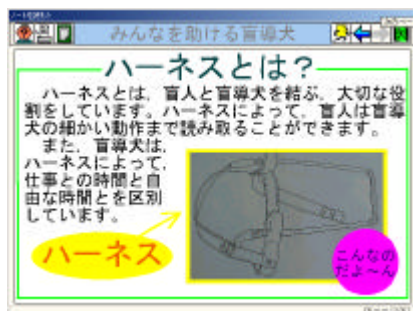 みんなを助ける盲導犬
ハーネスとは？
ハーネスとは，盲人と盲導犬を結ぶ，大切な役
割をしています。ハーネスによって，盲人は盲導
犬の細かい動作まで読み取ることができます。
また，盲導犬は，
ハーネスによって，
仕事との時間と自
由な時間とを区別
しています。
ハーネス
こんなの
だよ～ん